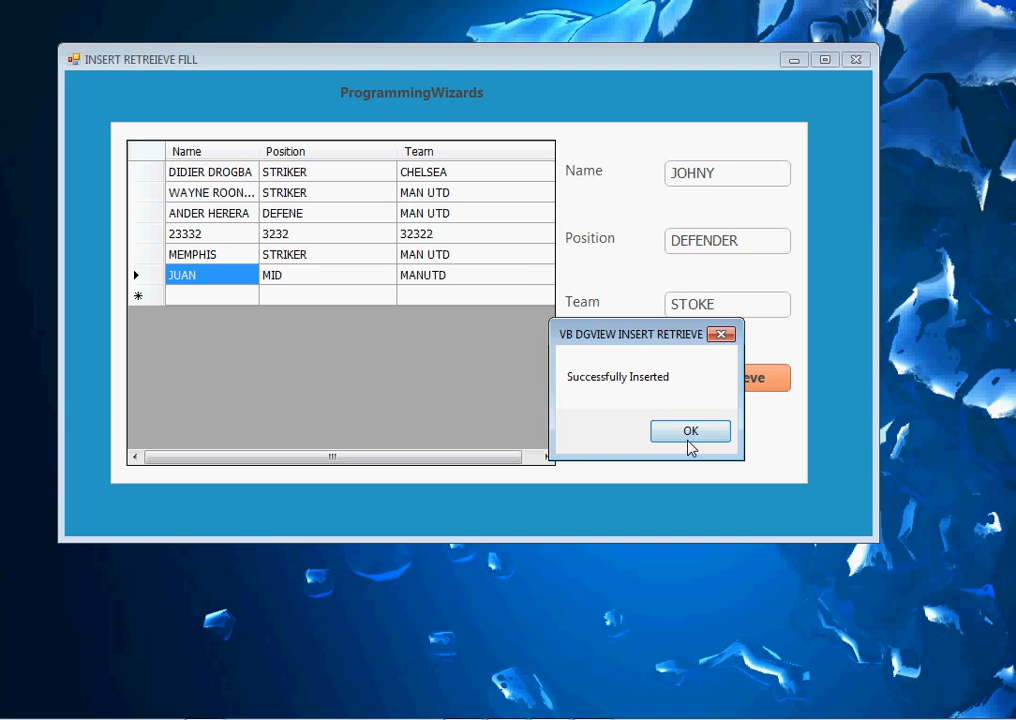 INSERT RETREIEVE FILL
ProgrammingWizards
Name Position Team
DIDIER DROGBA STRIKER CHELSEA
WAYNE ROON... STRIKER MAN UTD
ANDER HERERA DEFENE MAN UTD
23332 3232 32322
MEMPHIS STRIKER MAN UTD
JUAN MID MANUTD
Name JOHNY
Position DEFENDER
Team STOKE
VB DGVIEW INSERT RETRIEVE
Successfully Inserted
OK
eve